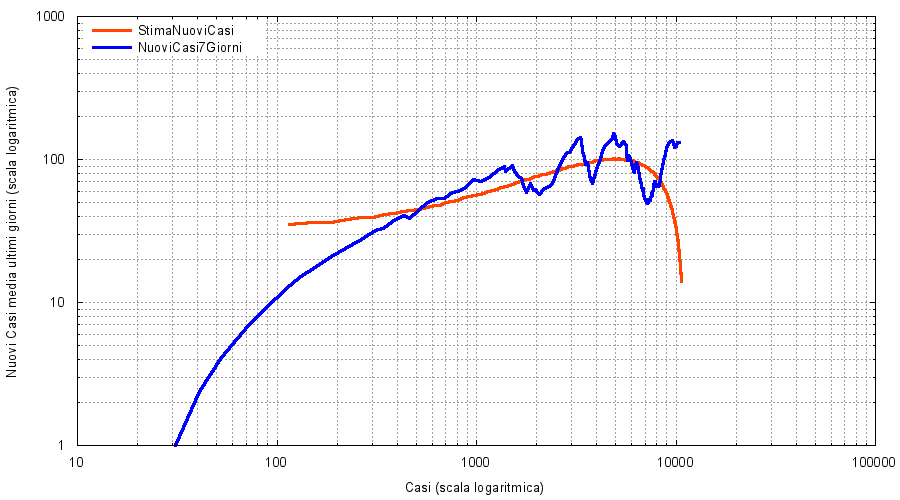 1000
100
10
1
10
100
1000
10000
100000
StimaNuoviCasi
NuoviCasi7Giorni
Nuovi Casi media ultimi giorni (scala logaritmica)
Casi (scala logaritmica)